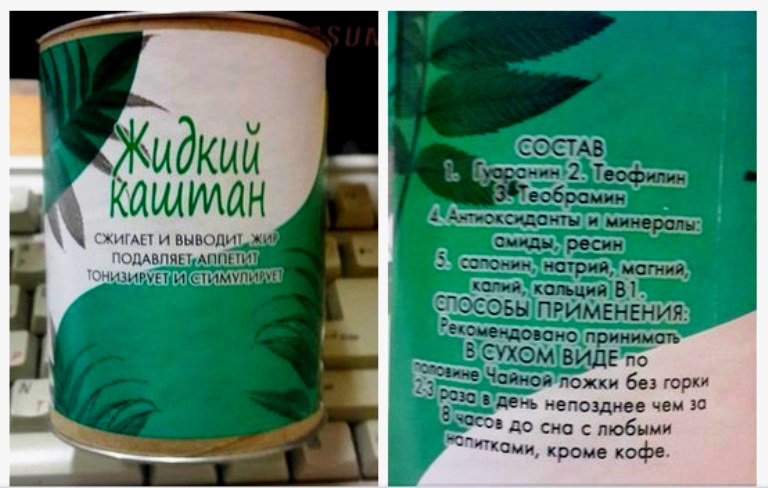 SUN
Жидкий
каштан
СЖИГАЕТ И ВЫВОДИТ ЖИР
ПОДАВЛЯЕТ АППЕТИТ
ТОНИЗИРУЕТ И СТИМУЛИРУЕТ
СОСТАВ
1. Гуаранин 2. Теофилин
3. Теобрамин
4. Антиоксиданты и минералы:
амиды, ресин
5. сапонин, натрий, магний,
калий, кальций В1.
СПОСОБЫ ПРИМЕНЕНИЯ:
Рекомендовано принимать
В СУХОМ ВИДЕ по
половине Чайной ложки без горки
2-3 раза в день непозднее чем за
8 часов до сна с любыми
напитками, кроме кофе.